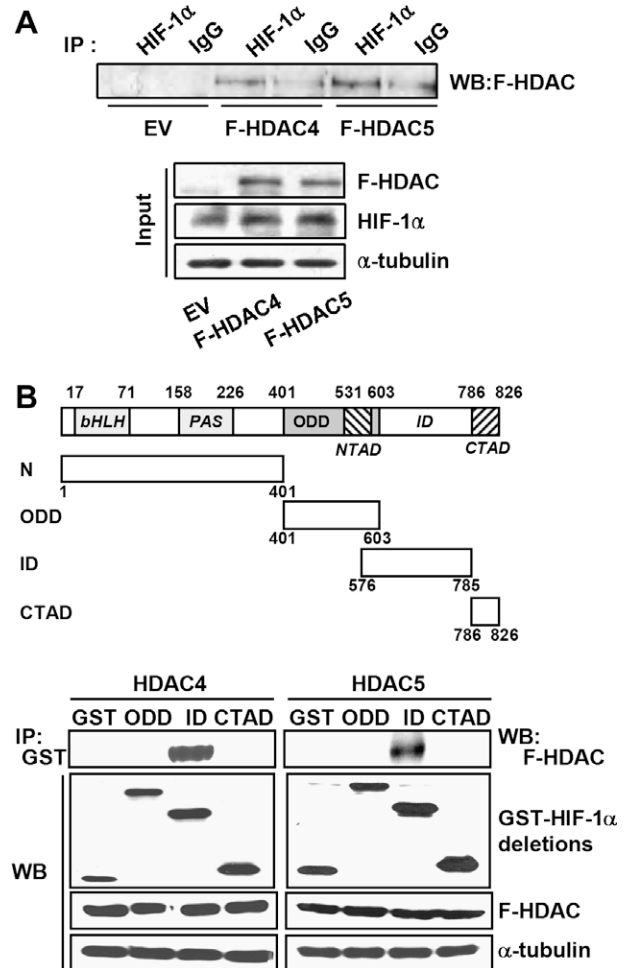 A
IP : HIF-1α IgG HIF-1α IgG HIF-1α IgG
WB:F-HDAC
EV F-HDAC4 F-HDAC5
Input
F-HDAC
HIF-1α
α-tubulin
EV F-HDAC4 F-HDAC5
B
17 71 158 226 401 531 603 786 826
bHLH PAS ODD ID
NTAD CTAD
N
1 401
ODD
401 603
ID
576 785
CTAD
786 826
HDAC4 HDAC5
GST ODD ID CTAD GST ODD ID CTAD
IP: GST
WB: F-HDAC
WB
GST-HIF-1α
deletions
F-HDAC
α-tubulin